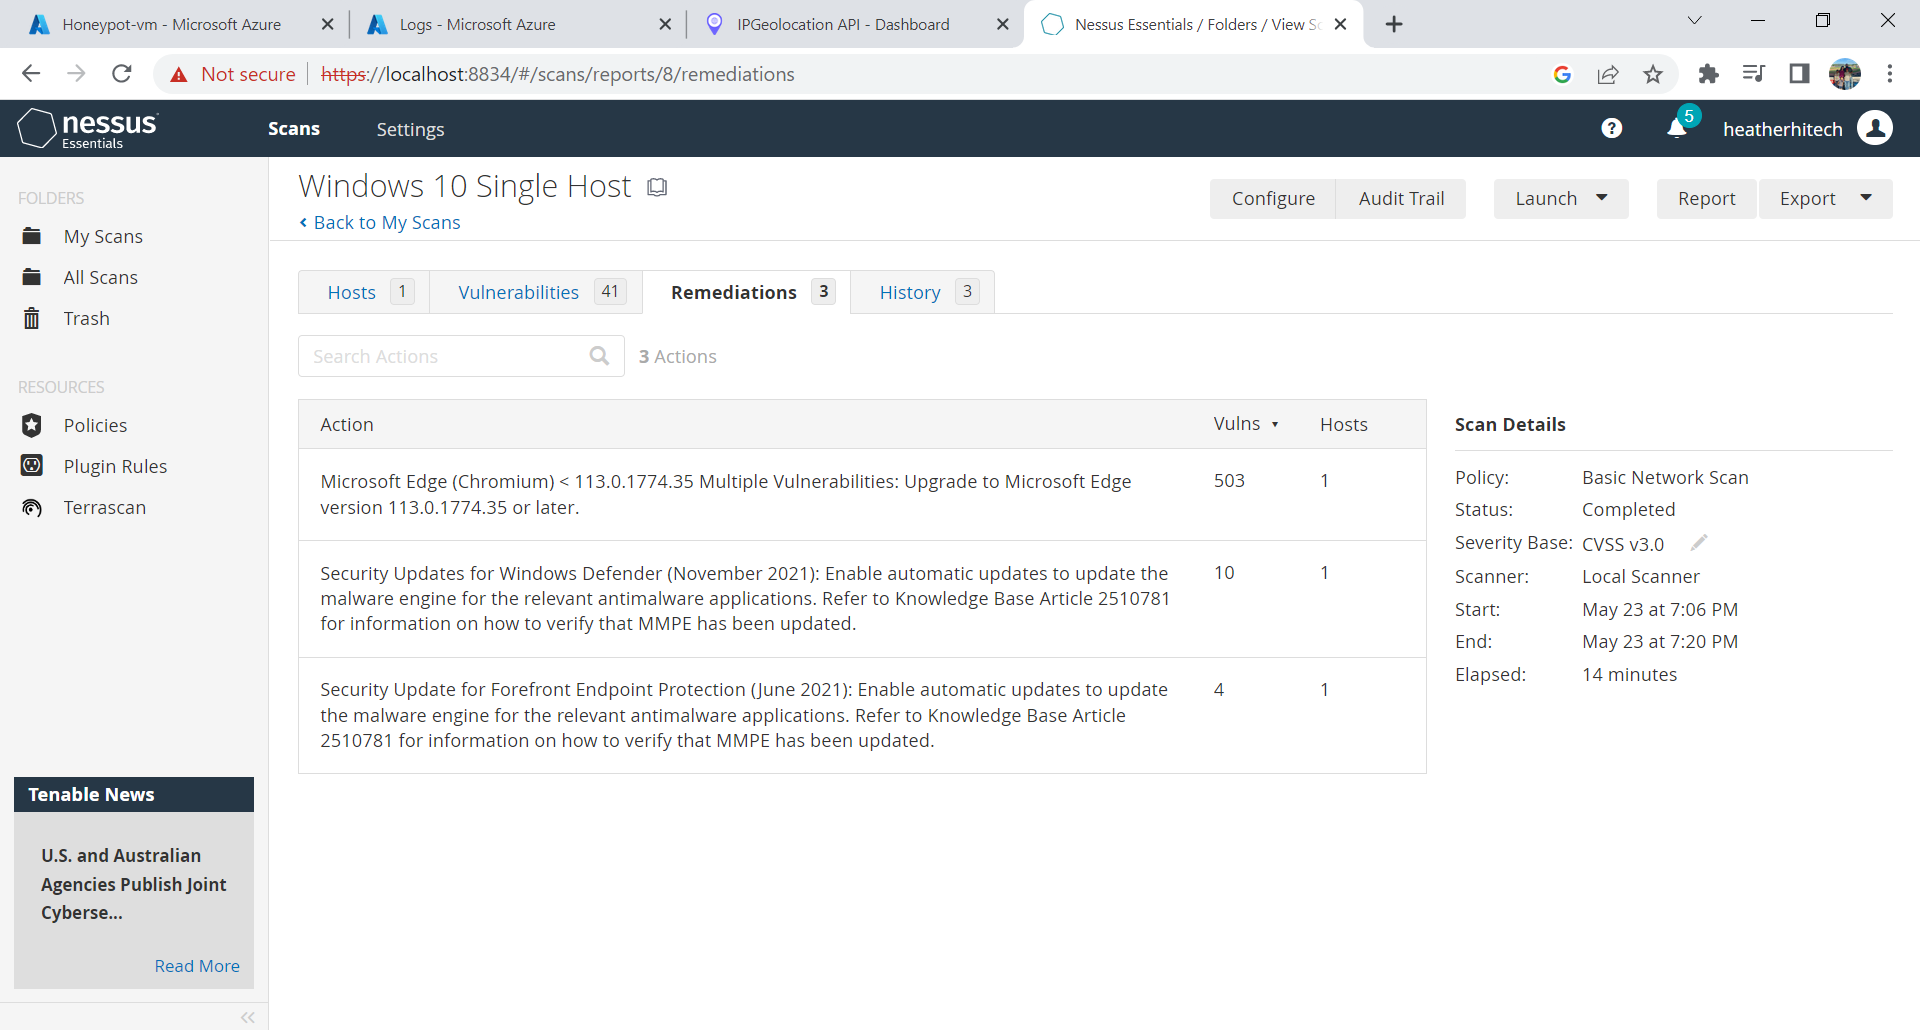 Honeypot-vm - Microsoft Azure
Logs - Microsoft Azure
IPGeolocation API - Dashboard
Nessus Essentials / Folders / View Sc
Not secure
https://localhost:8834/#/scans/reports/8/remediations
nessus
Essentials
Scans
Settings
5
heatherhitech
FOLDERS
My Scans
All Scans
Trash
RESOURCES
Policies
Plugin Rules
Terrascan
Tenable News
U.S. and Australian
Agencies Publish Joint
Cyberse...
Read More
Windows 10 Single Host
Back to My Scans
Configure
Audit Trail
Launch
Report
Export
Hosts 1
Vulnerabilities 41
Remediations 3
History 3
Search Actions
3 Actions
Action Vulns Hosts
Microsoft Edge (Chromium) < 113.0.1774.35 Multiple Vulnerabilities: Upgrade to Microsoft Edge 503 1
version 113.0.1774.35 or later.
Security Updates for Windows Defender (November 2021): Enable automatic updates to update the 10 1
malware engine for the relevant antimalware applications. Refer to Knowledge Base Article 2510781
for information on how to verify that MMPE has been updated.
Security Update for Forefront Endpoint Protection (June 2021): Enable automatic updates to update 4 1
the malware engine for the relevant antimalware applications. Refer to Knowledge Base Article
2510781 for information on how to verify that MMPE has been updated.
Scan Details
Policy: Basic Network Scan
Status: Completed
Severity Base: CVSS v3.0
Scanner: Local Scanner
Start: May 23 at 7:06 PM
End: May 23 at 7:20 PM
Elapsed: 14 minutes